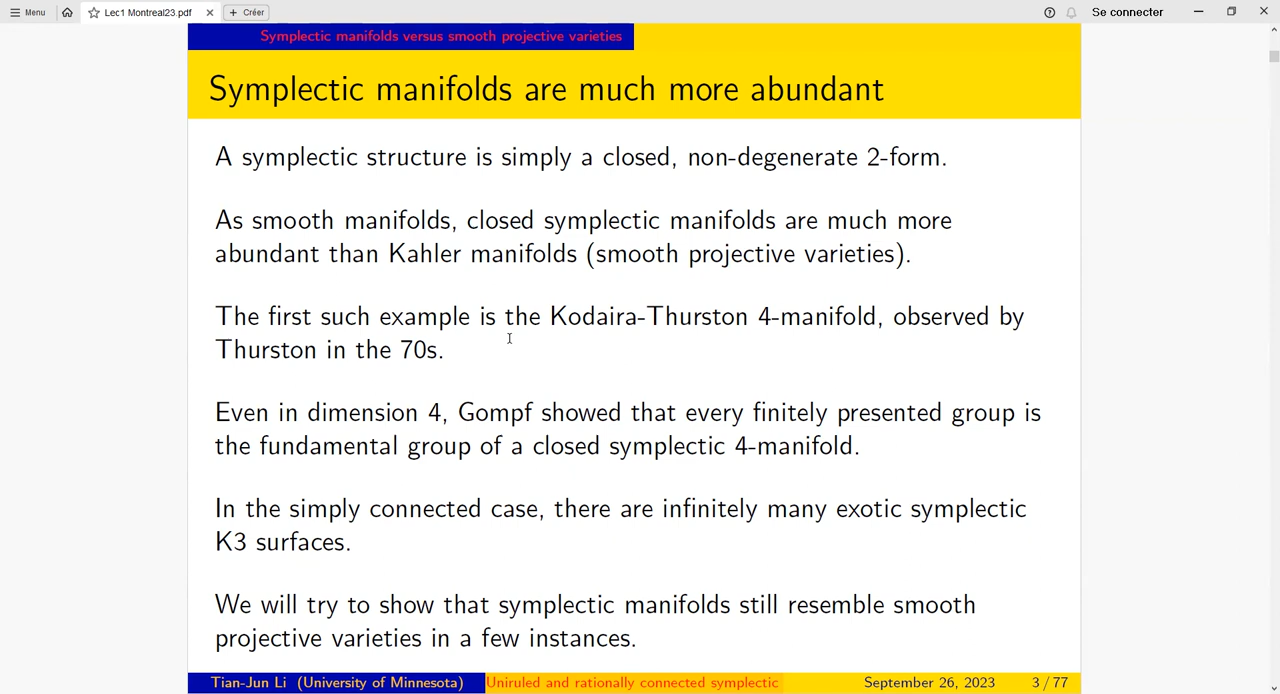 Menu
Lec1 Montreal23.pdf
Créer
Se connecter
Symplectic manifolds versus smooth projective varieties
Symplectic manifolds are much more abundant
A symplectic structure is simply a closed, non-degenerate 2-form.
As smooth manifolds, closed symplectic manifolds are much more
abundant than Kahler manifolds (smooth projective varieties).
The first such example is the Kodaira-Thurston 4-manifold, observed by
Thurston in the 70s.
Even in dimension 4, Gompf showed that every finitely presented group is
the fundamental group of a closed symplectic 4-manifold.
In the simply connected case, there are infinitely many exotic symplectic
K3 surfaces.
We will try to show that symplectic manifolds still resemble smooth
projective varieties in a few instances.
Tian-Jun Li (University of Minnesota) Uniruled and rationally connected symplectic September 26, 2023 3 / 77